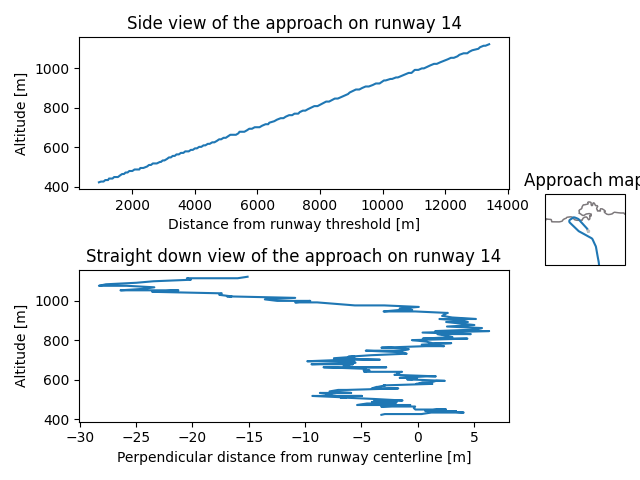 Side view of the approach on runway 14
1000
800
600
400
Altitude [m]
2000 4000 6000 8000 10000 12000 14000
Distance from runway threshold [m]
Approach map
Straight down view of the approach on runway 14
1000
800
600
400
Altitude [m]
−30 −25 −20 −15 −10 −5 0 5
Perpendicular distance from runway centerline [m]